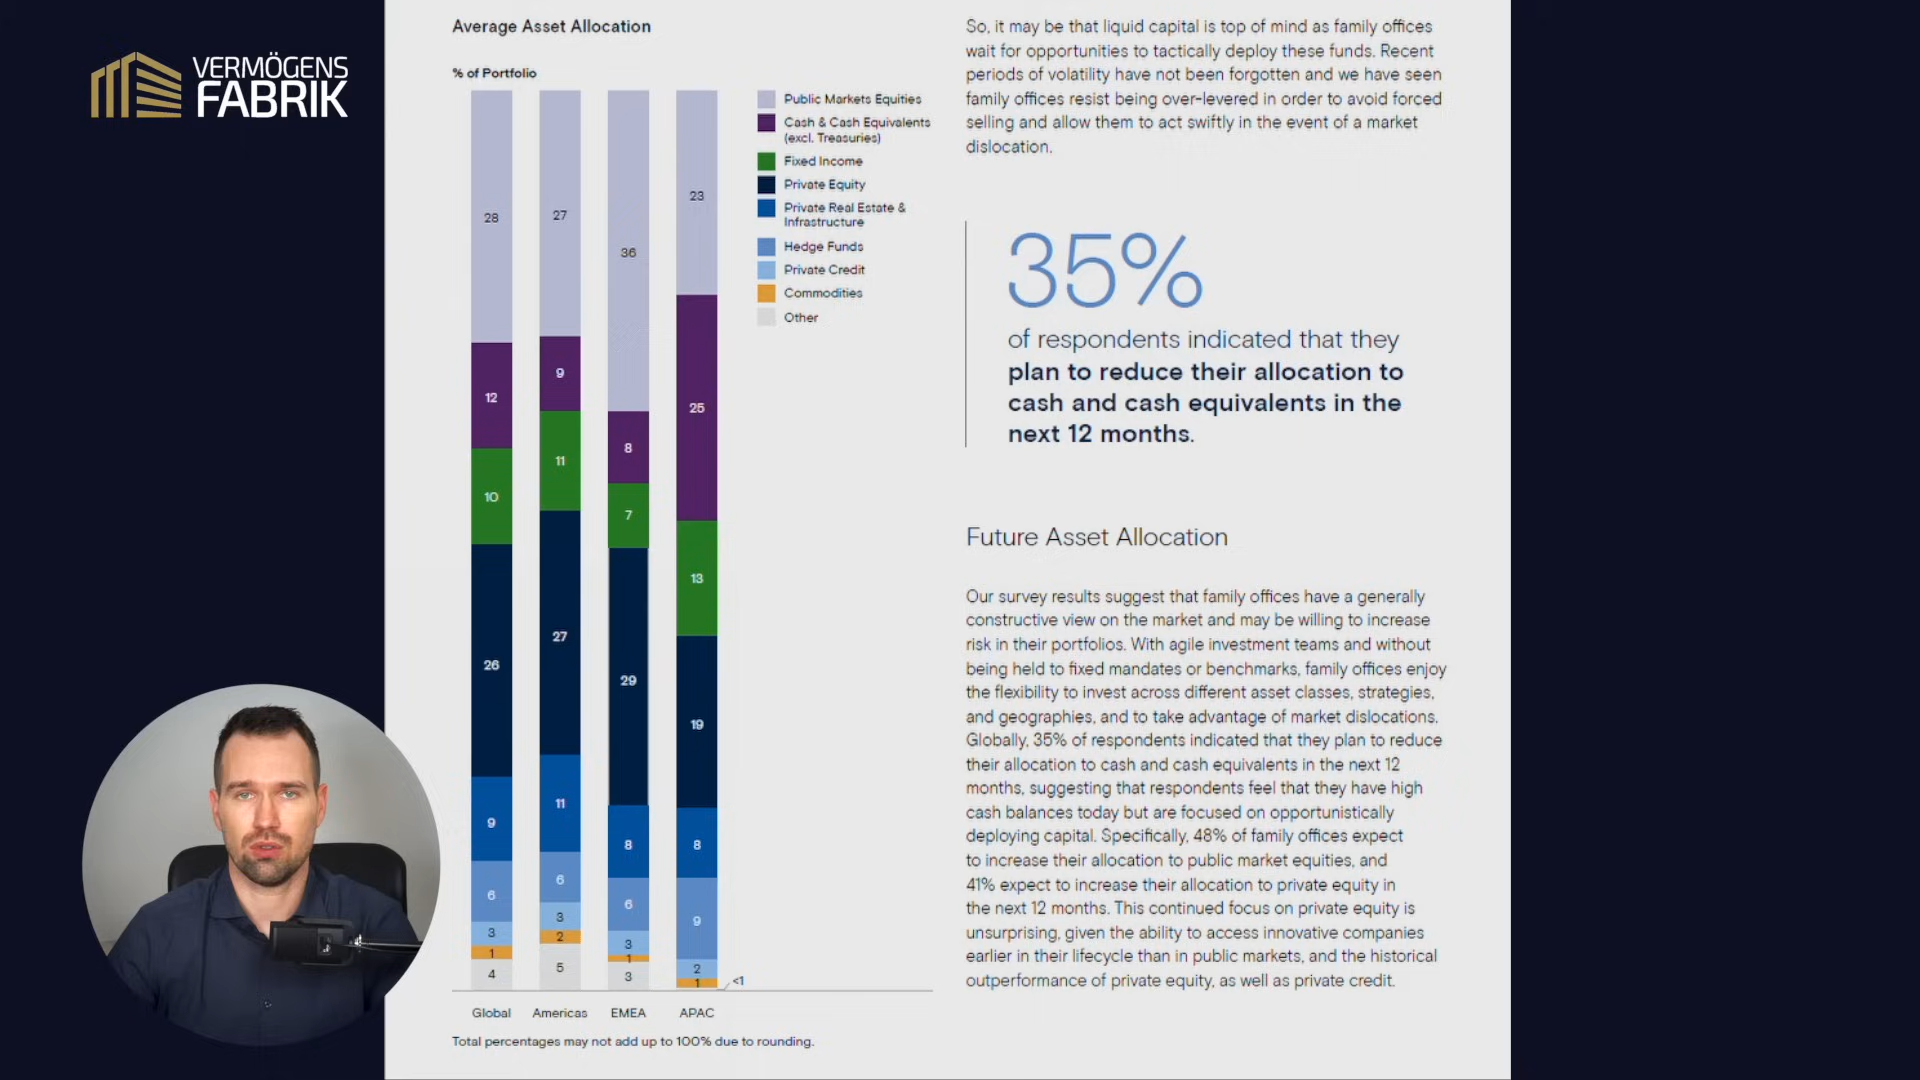 VERMÖGENS
FABRIK
Average Asset Allocation
% of Portfolio
28
12
10
26
9
6
3
1
4
27
9
11
27
11
6
3
2
5
36
8
7
29
8
6
3
1
3
23
25
13
19
8
9
2
1
<1
Global
Americas
EMEA
APAC
Total percentages may not add up to 100% due to rounding.
Public Markets Equities
Cash & Cash Equivalents
(excl. Treasuries)
Fixed Income
Private Equity
Private Real Estate &
Infrastructure
Hedge Funds
Private Credit
Commodities
Other
So, it may be that liquid capital is top of mind as family offices
wait for opportunities to tactically deploy these funds. Recent
periods of volatility have not been forgotten and we have seen
family offices resist being over-levered in order to avoid forced
selling and allow them to act swiftly in the event of a market
dislocation.
35%
of respondents indicated that they
plan to reduce their allocation to
cash and cash equivalents in the
next 12 months.
Future Asset Allocation
Our survey results suggest that family offices have a generally
constructive view on the market and may be willing to increase
risk in their portfolios. With agile investment teams and without
being held to fixed mandates or benchmarks, family offices enjoy
the flexibility to invest across different asset classes, strategies,
and geographies, and to take advantage of market dislocations.
Globally, 35% of respondents indicated that they plan to reduce
their allocation to cash and cash equivalents in the next 12
months, suggesting that respondents feel that they have high
cash balances today but are focused on opportunistically
deploying capital. Specifically, 48% of family offices expect
to increase their allocation to public market equities, and
41% expect to increase their allocation to private equity in
the next 12 months. This continued focus on private equity is
unsurprising, given the ability to access innovative companies
earlier in their lifecycle than in public markets, and the historical
outperformance of private equity, as well as private credit.